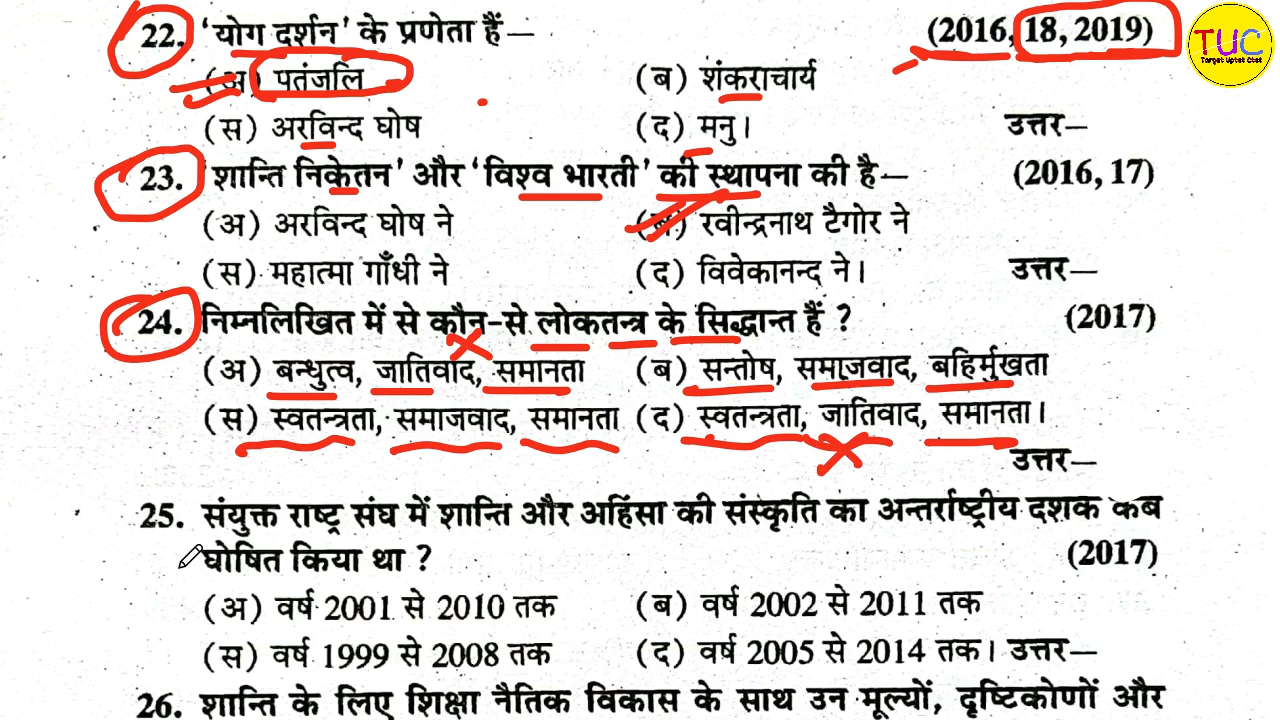 22. ‘योग दर्शन’ के प्रणेता हैं— (2016, 18, 2019)
(अ) पतंजलि (ब) शंकराचार्य
(स) अरविन्द घोष (द) मनु। उत्तर—
23. ‘शान्ति निकेतन’ और ‘विश्व भारती’ की स्थापना की है— (2016, 17)
(अ) अरविन्द घोष ने (ब) रवीन्द्रनाथ टैगोर ने
(स) महात्मा गाँधी ने (द) विवेकानन्द ने। उत्तर—
24. निम्नलिखित में से कौन-से लोकतन्त्र के सिद्धान्त हैं ? (2017)
(अ) बन्धुत्व, जातिवाद, समानता (ब) सन्तोष, समाजवाद, बहिर्मुखता
(स) स्वतन्त्रता, समाजवाद, समानता (द) स्वतन्त्रता, जातिवाद, समानता।
उत्तर—
25. संयुक्त राष्ट्र संघ में शान्ति और अहिंसा की संस्कृति का अन्तर्राष्ट्रीय दशक कब
घोषित किया था ? (2017)
(अ) वर्ष 2001 से 2010 तक (ब) वर्ष 2002 से 2011 तक
(स) वर्ष 1999 से 2008 तक (द) वर्ष 2005 से 2014 तक। उत्तर—
26. शान्ति के लिए शिक्षा नैतिक विकास के साथ उन मूल्यों, दृष्टिकोणों और
TUC
Target Uptet Ctet